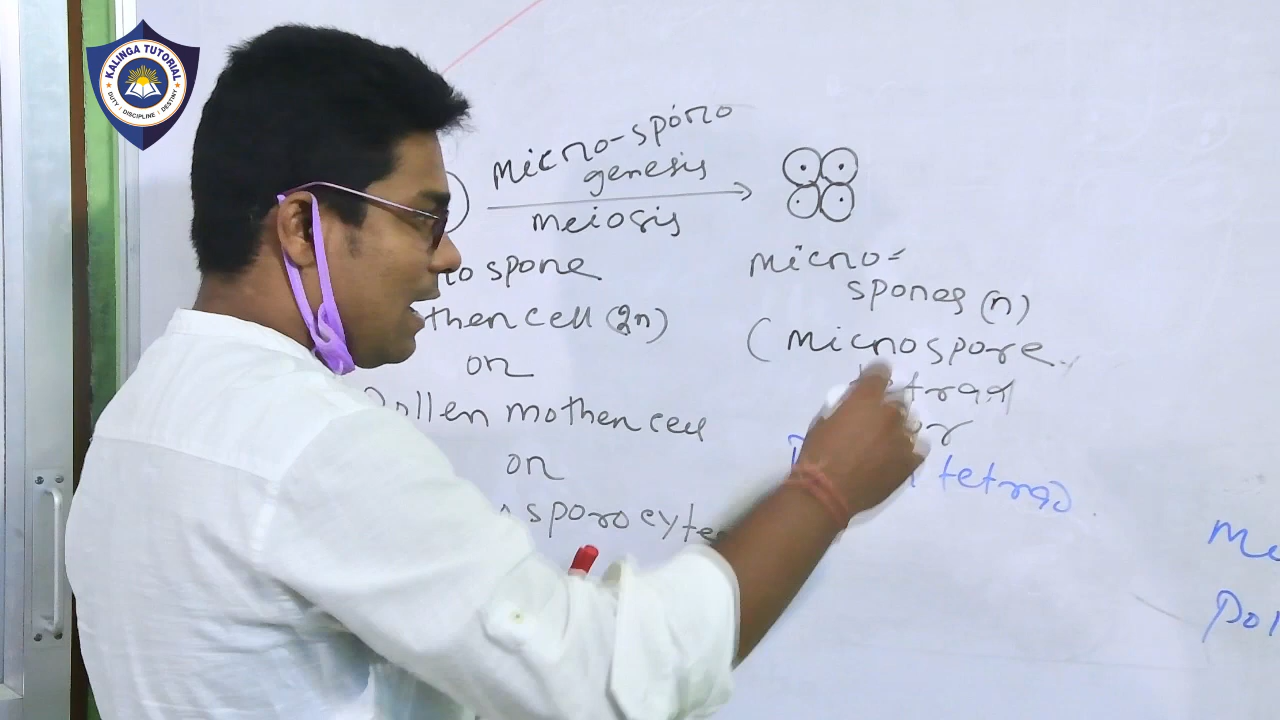 KALINGA TUTORIAL
DUTY | DISCIPLINE | DESTINY
micro-sporo
genesis
meiosis
spore
cell (2n)
or
Pollen mother cell
or
sporocyte
micro-
spores (n)
(microspore
tetrad
or
tetrad